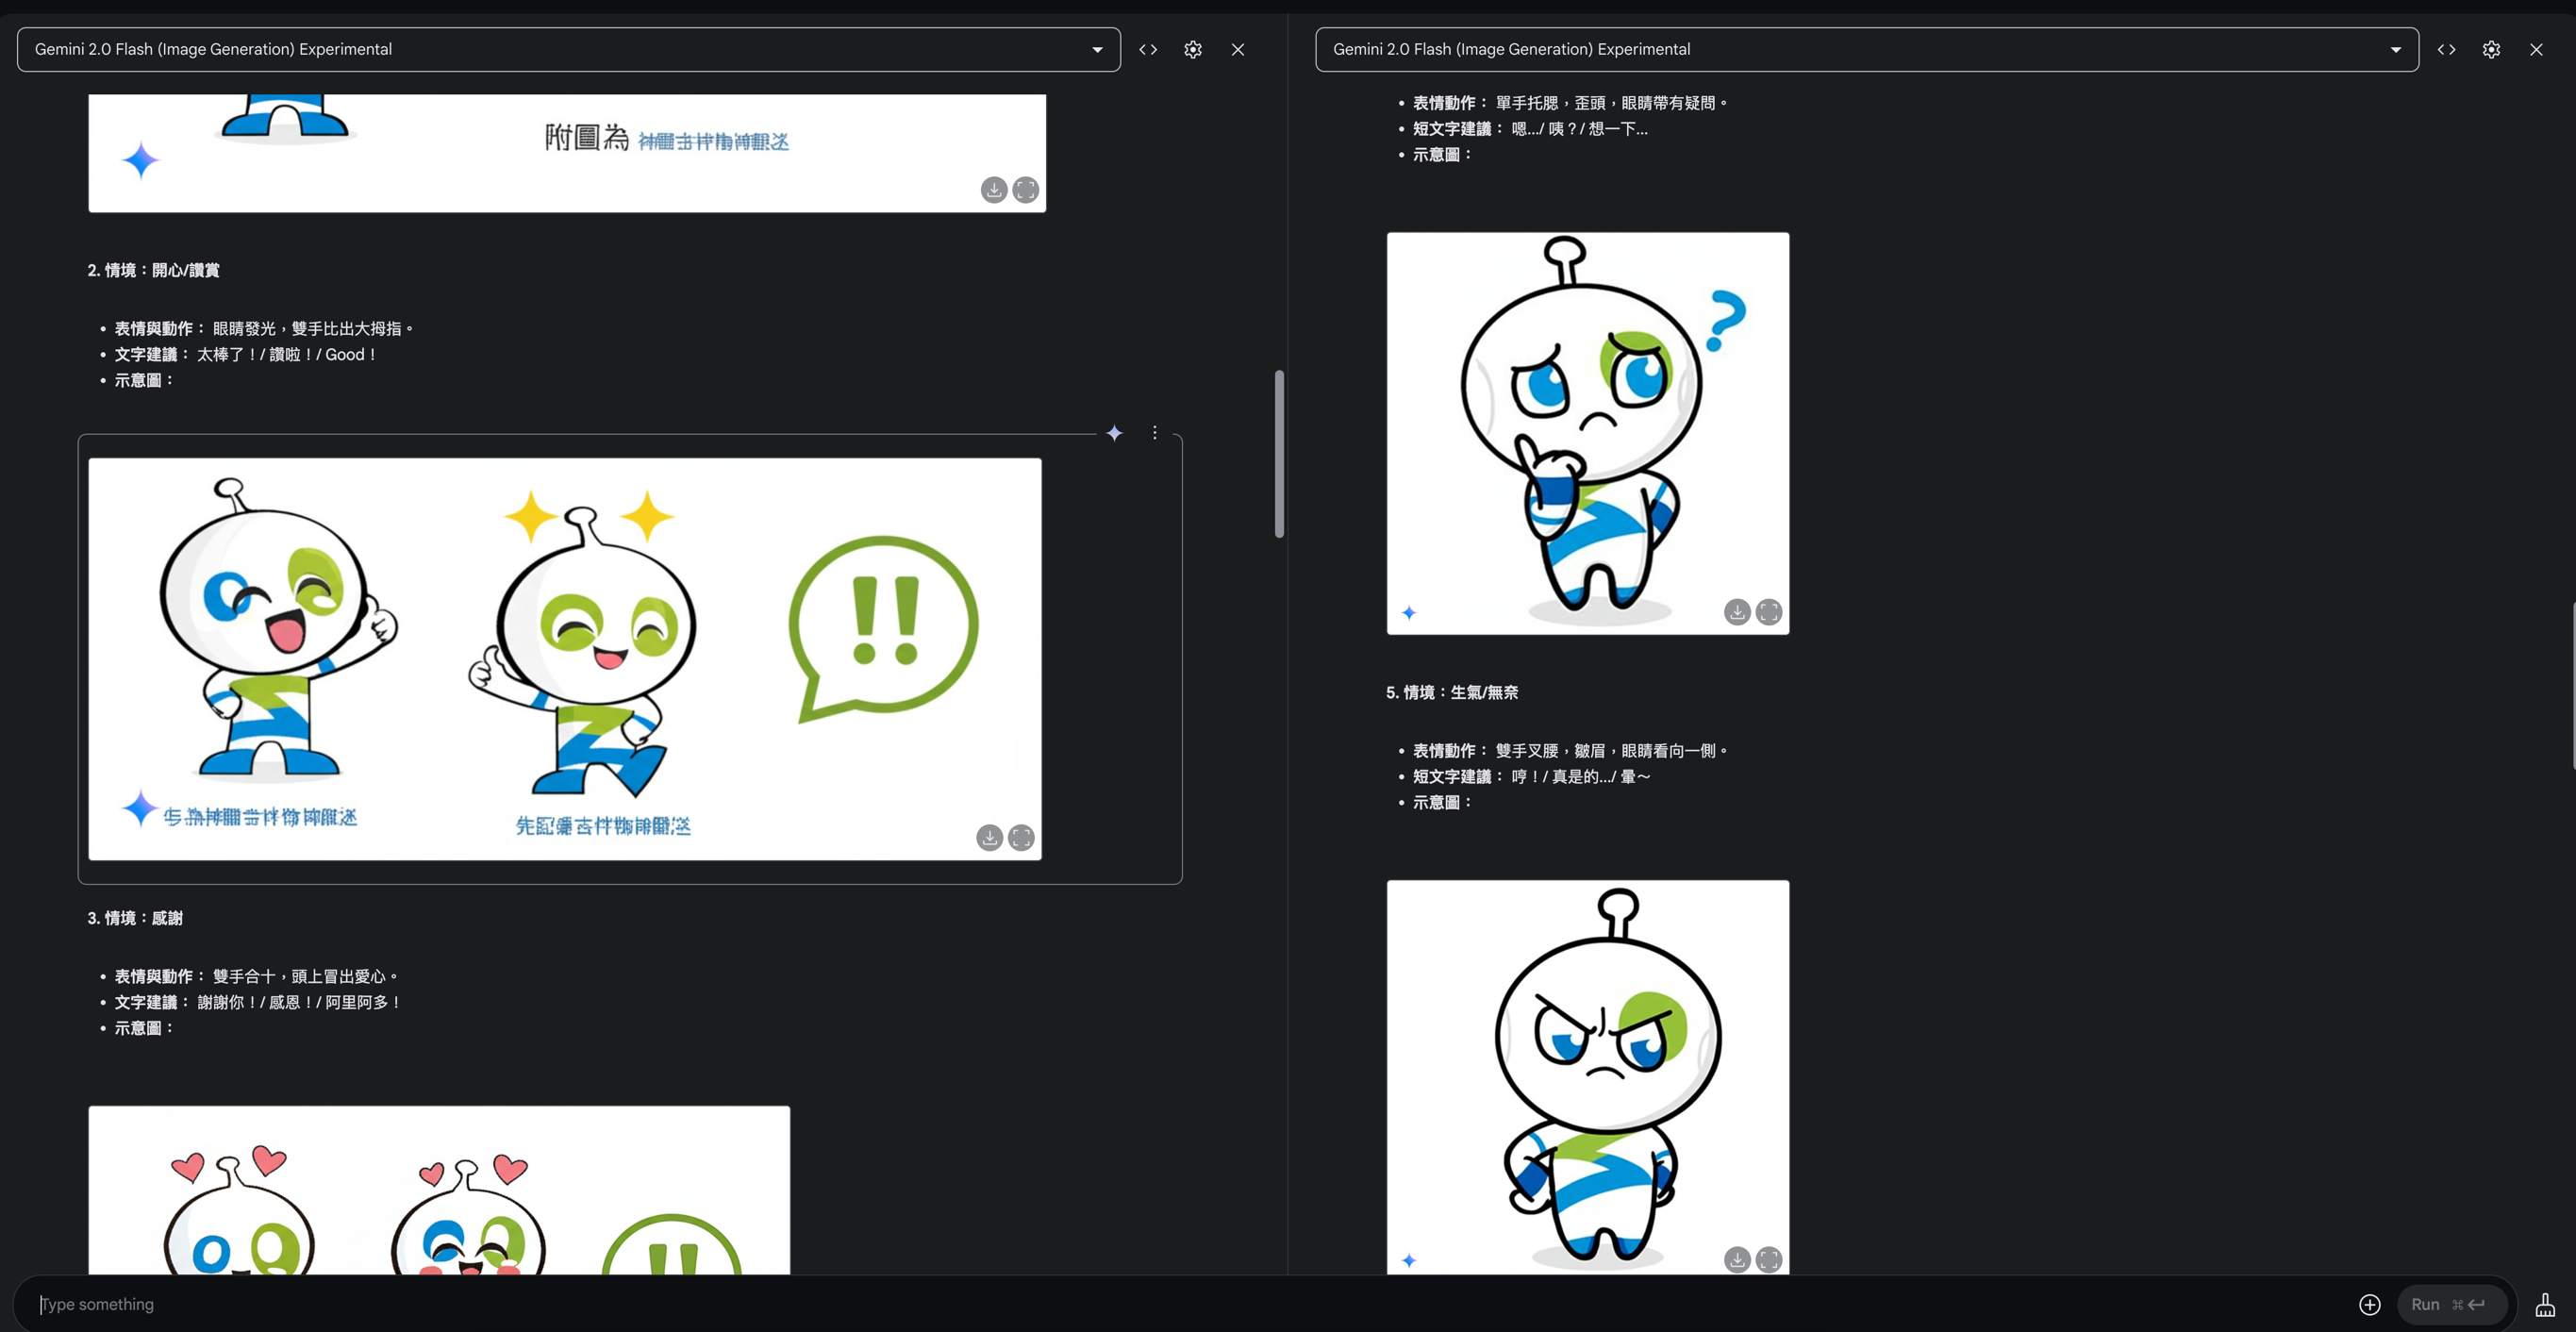 Gemini 2.0 Flash (Image Generation) Experimental
附圖為
2. 情境：開心/讚賞
• 表情與動作： 眼睛發光，雙手比出大拇指。
• 文字建議： 太棒了！/ 讚啦！/ Good！
• 示意圖：
!!
3. 情境：感謝
• 表情與動作： 雙手合十，頭上冒出愛心。
• 文字建議： 謝謝你！/ 感恩！/ 阿里阿多！
• 示意圖：
Gemini 2.0 Flash (Image Generation) Experimental
• 表情動作： 單手托腮，歪頭，眼睛帶有疑問。
• 短文字建議： 嗯.../ 咦？/ 想一下...
• 示意圖：
?
5. 情境：生氣/無奈
• 表情動作： 雙手叉腰，皺眉，眼睛看向一側。
• 短文字建議： 哼！/ 真是的.../ 暈～
• 示意圖：
Type something
Run ⌘↵